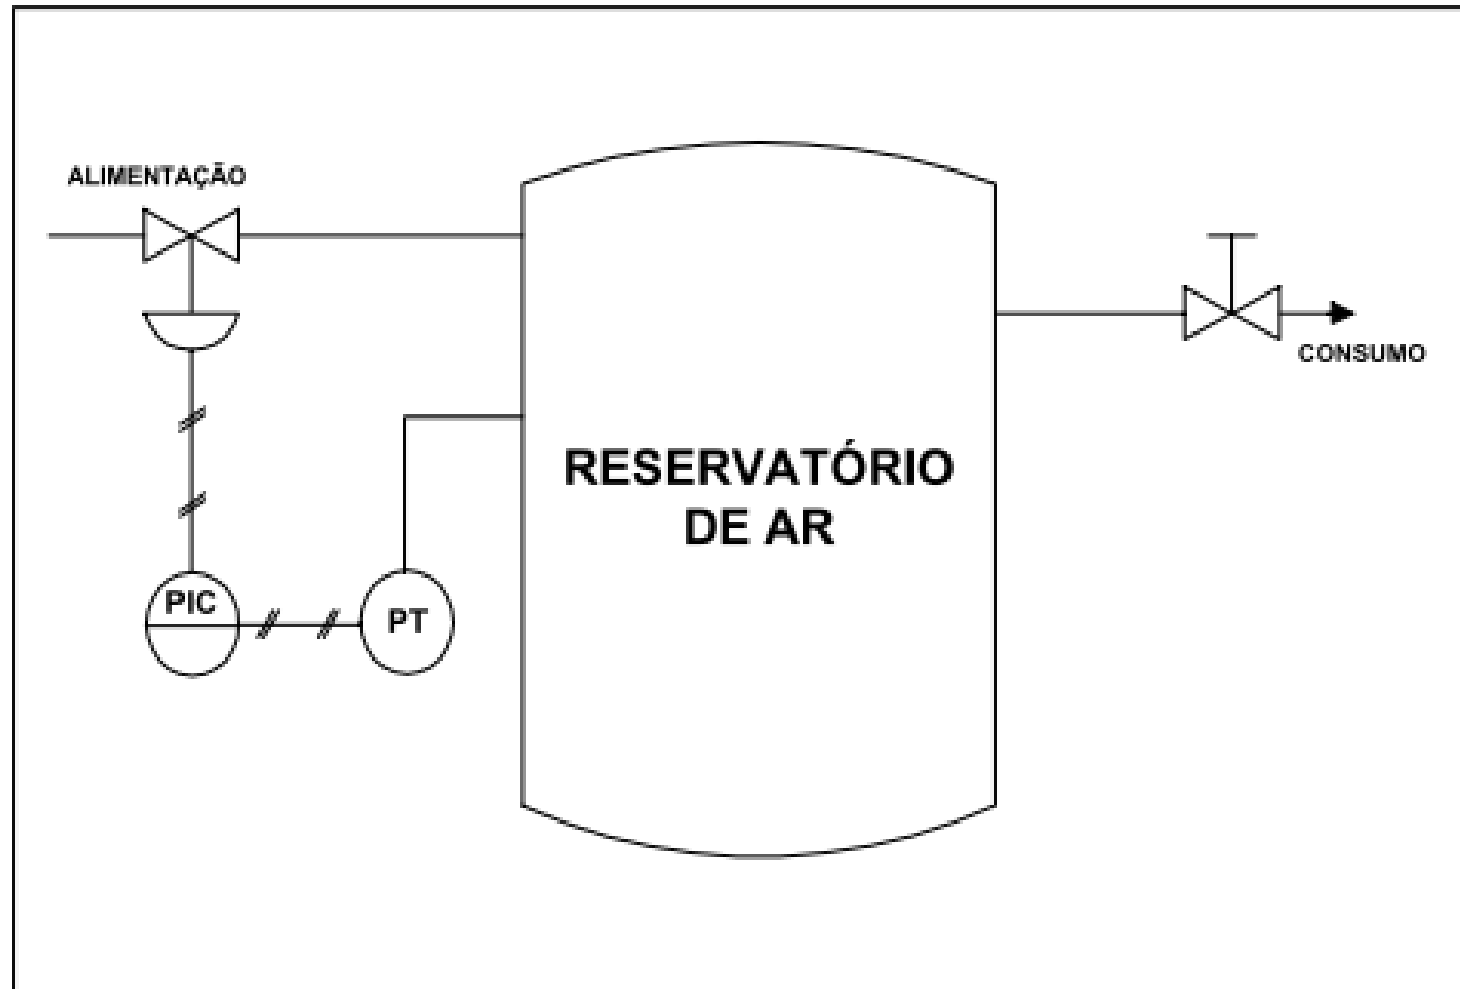 ALIMENTAÇÃO
CONSUMO
RESERVATÓRIO
DE AR
PIC
PT